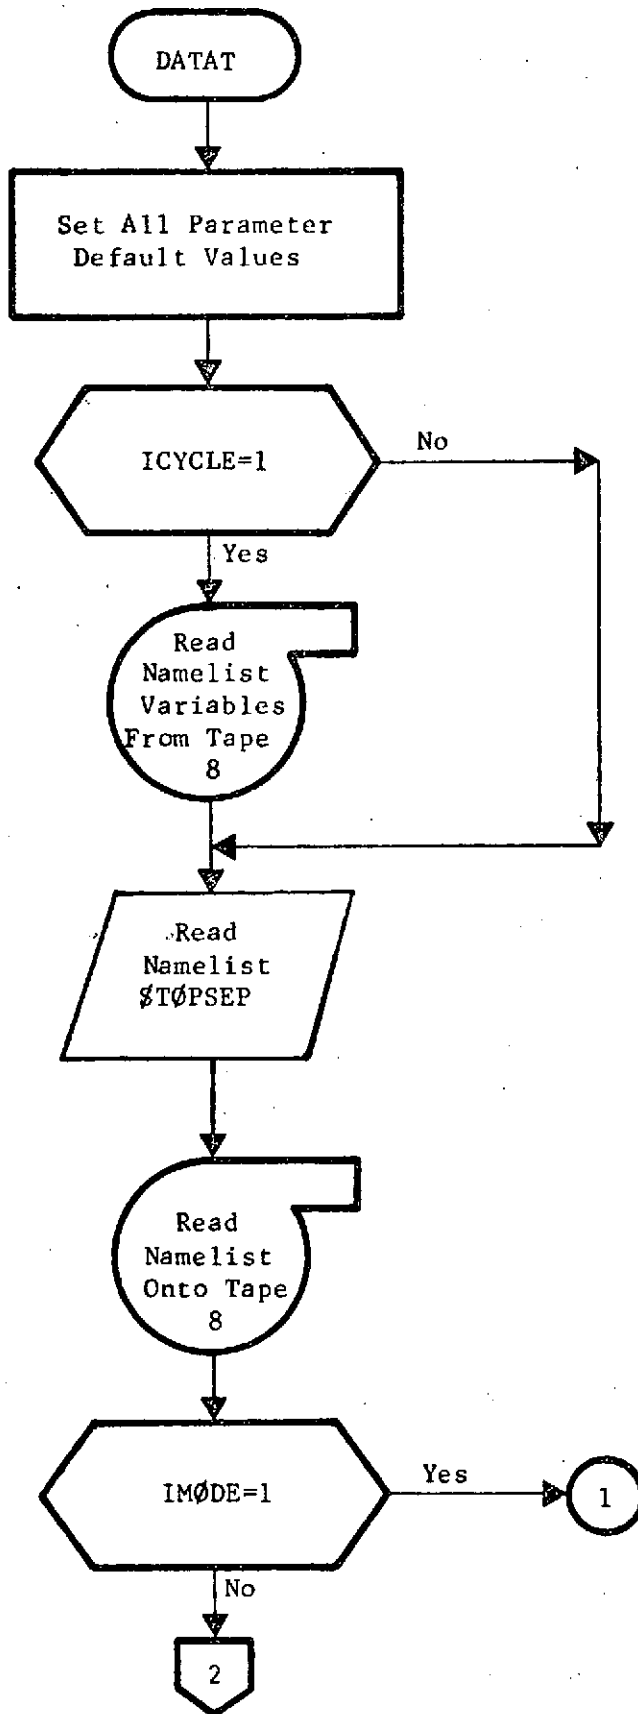 DATAT
Set All Parameter
Default Values
ICYCLE=1
No
Yes
Read
Namelist
Variables
From Tape
8
Read
Namelist
$TØPSEP
Read
Namelist
Onto Tape
8
IMØDE=1
Yes
1
No
2